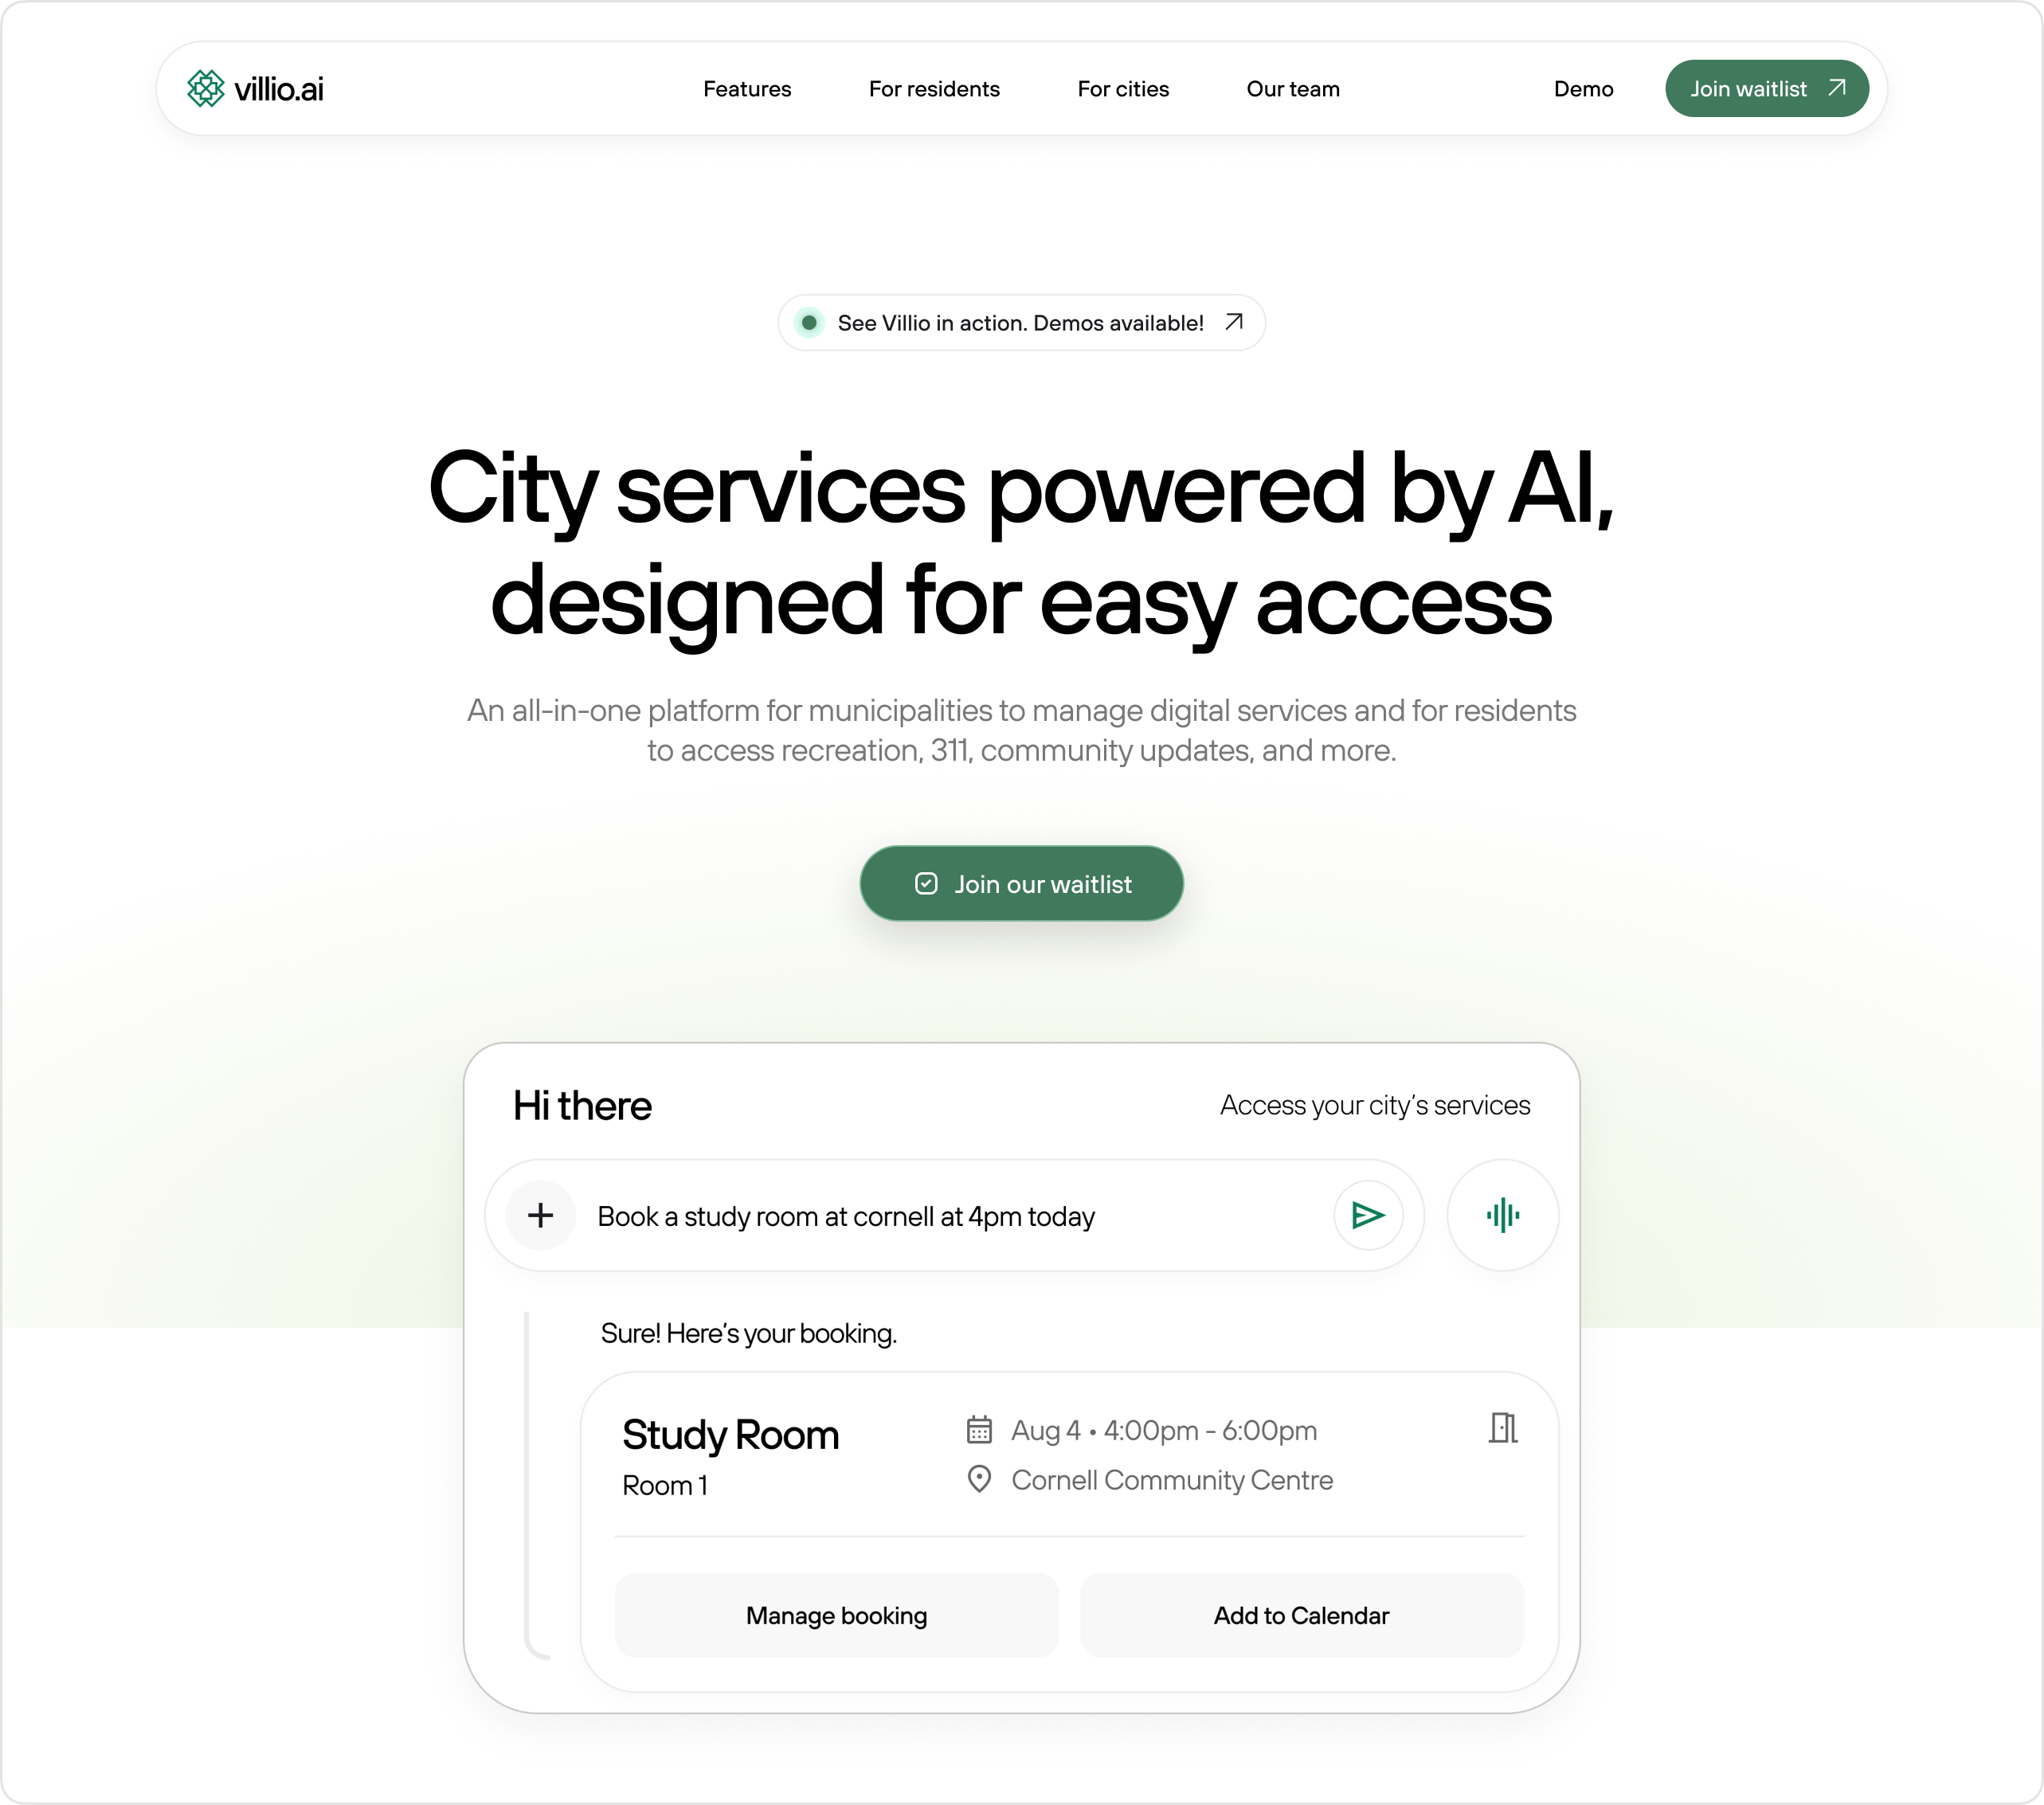 villio.ai
Features
For residents
For cities
Our team
Demo
Join waitlist
See Villio in action. Demos available!
City services powered by AI,
designed for easy access
An all-in-one platform for municipalities to manage digital services and for residents
to access recreation, 311, community updates, and more.
Join our waitlist
Hi there
Access your city's services
Book a study room at cornell at 4pm today
Sure! Here's your booking.
Study Room
Room 1
Aug 4 • 4:00pm - 6:00pm
Cornell Community Centre
Manage booking
Add to Calendar